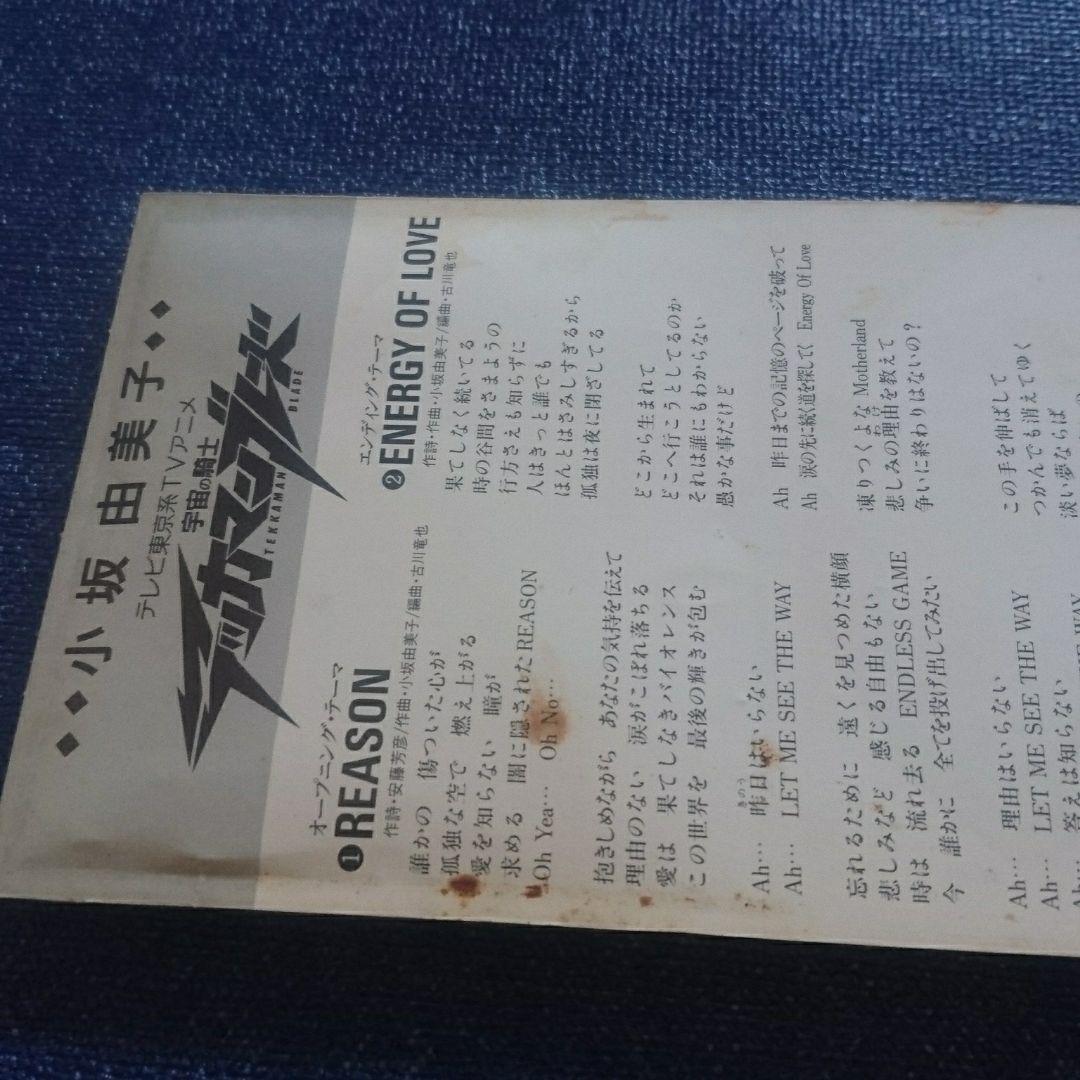 ◆◆小坂由美子◆◆
テレビ東京系TVアニメ
宇宙の騎士
テッカマンブレード
TEKKAMAN BLADE
オープニング・テーマ
❶REASON
作詩・安藤芳彦/作曲・小坂由美子/編曲・古川竜也
誰かの 傷ついた心が
孤独な空で 燃え上がる
愛を知らない 瞳が
求める 闇に隠されたREASON
Oh Yea… Oh No…
抱きしめながら あなたの気持を伝えて
理由のない 涙がこぼれ落ちる
愛は 果てしなきバイオレンス
この世界を 最後の輝きが包む
Ah… 昨日はいらない
きのう
Ah… LET ME SEE THE WAY
忘れるために 遠くを見つめた横顔
悲しみなど 感じる自由もない
時は 流れ去る ENDLESS GAME
今 誰かに 全てを投げ出してみたい
Ah… 理由はいらない
Ah… LET ME SEE THE WAY
Ah… 答えは知らない
エンディング・テーマ
❷ENERGY OF LOVE
作詩・作曲・小坂由美子/編曲・古川竜也
果てしなく続いてる
時の谷間をさまようの
行方さえも知らずに
人はきっと誰でも
ほんとはさみしすぎるから
孤独は夜に閉ざしてる
どこから生まれて
どこへ行こうとしてるのか
それは誰にもわからない
愚かな事だけど
Ah 昨日までの記憶のページを破って
Ah 涙の先に続く道を探して Energy Of Love
凍りつくよな Motherland
悲しみの理由を教えて
わけ
争いに終わりはないの?
この手を伸ばして
つかんでも消えてゆく
淡い夢ならば